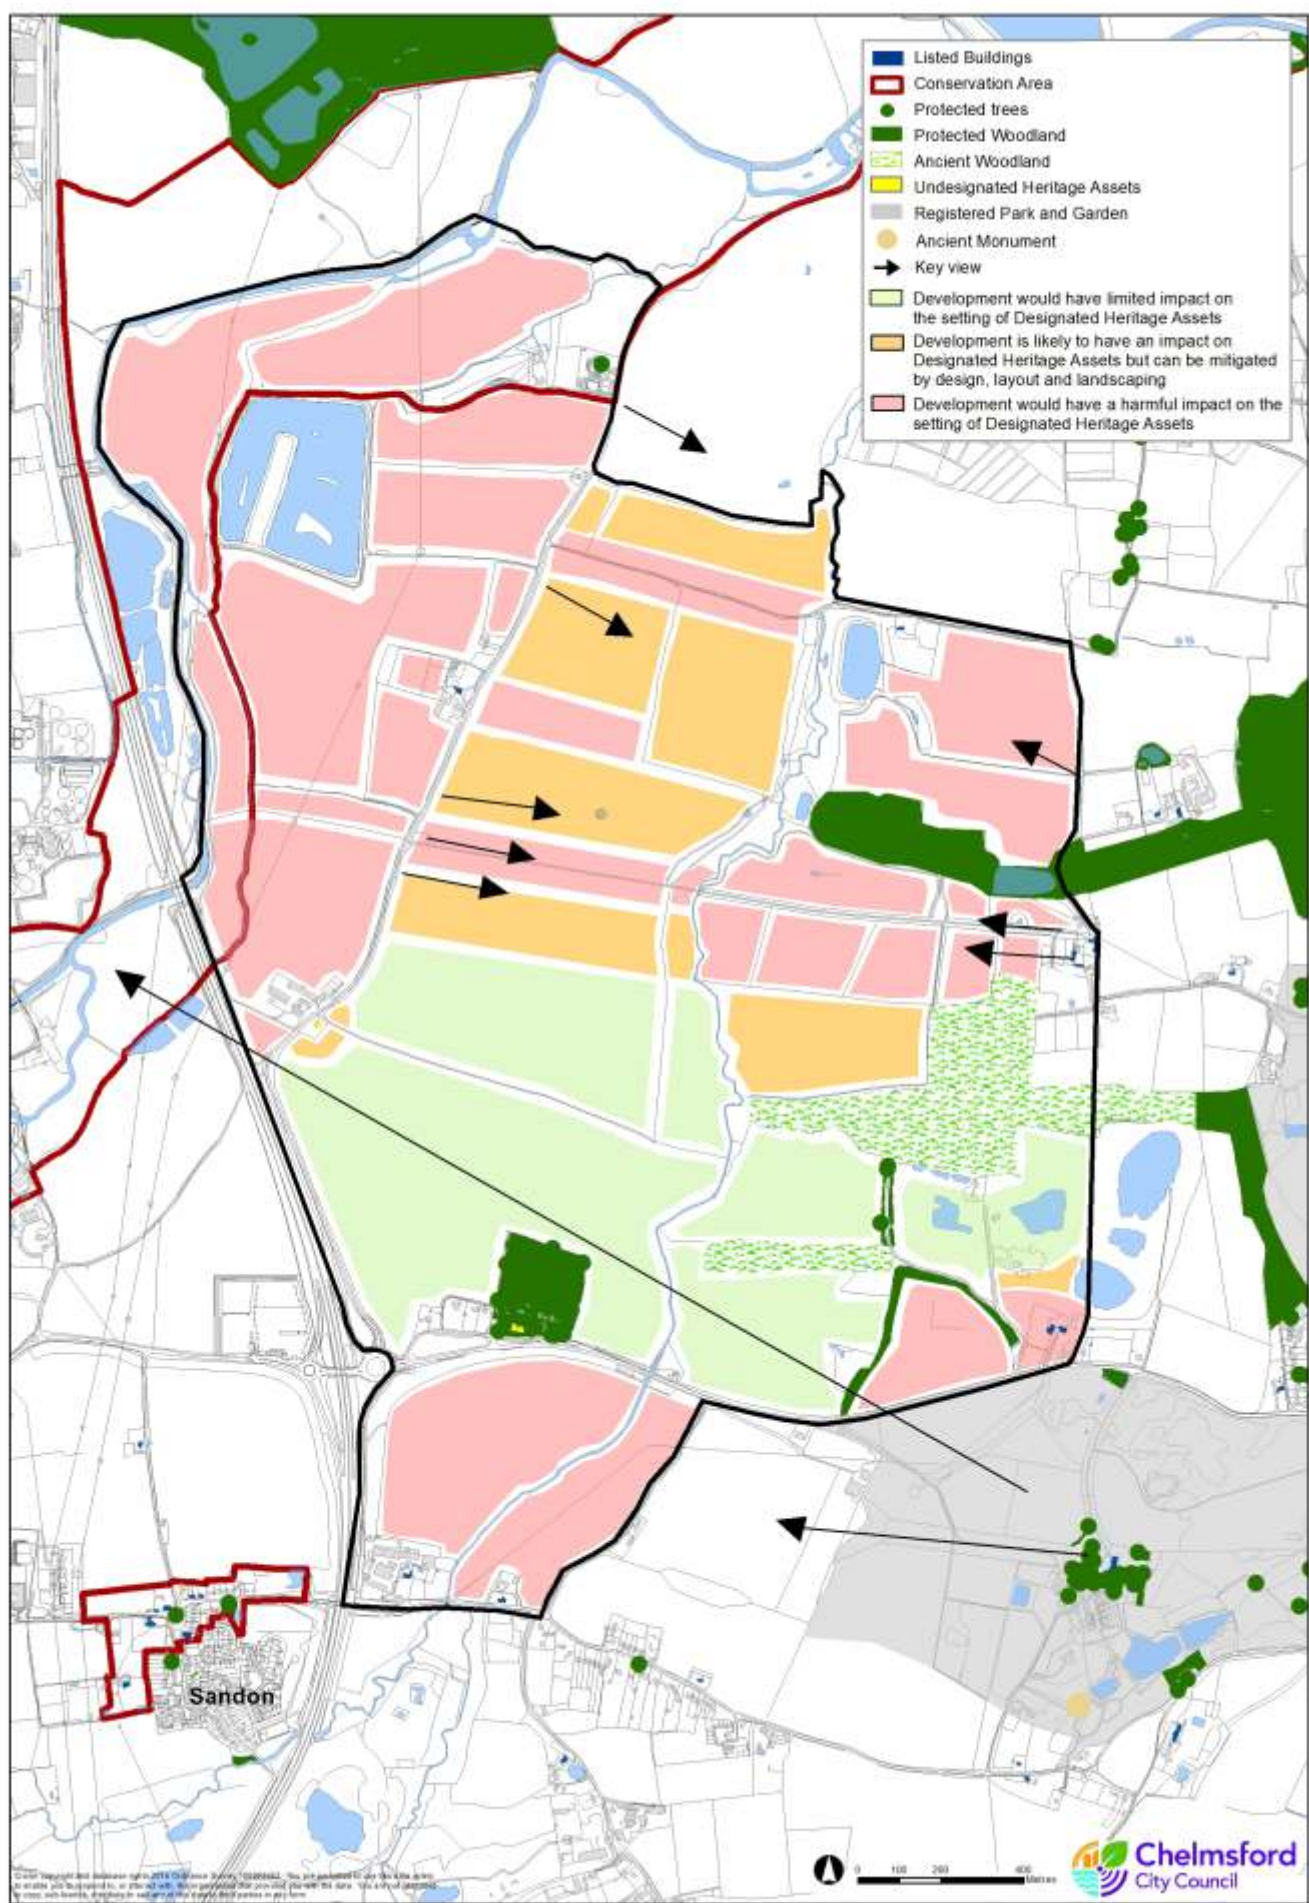 Listed Buildings
Conservation Area
Protected trees
Protected Woodland
Ancient Woodland
Undesignated Heritage Assets
Registered Park and Garden
Ancient Monument
Key view
Development would have limited impact on
the setting of Designated Heritage Assets
Development is likely to have an impact on
Designated Heritage Assets but can be mitigated
by design, layout and landscaping
Development would have a harmful impact on the
setting of Designated Heritage Assets
Sandon
0 100 200 400
Metres
Chelmsford
City Council